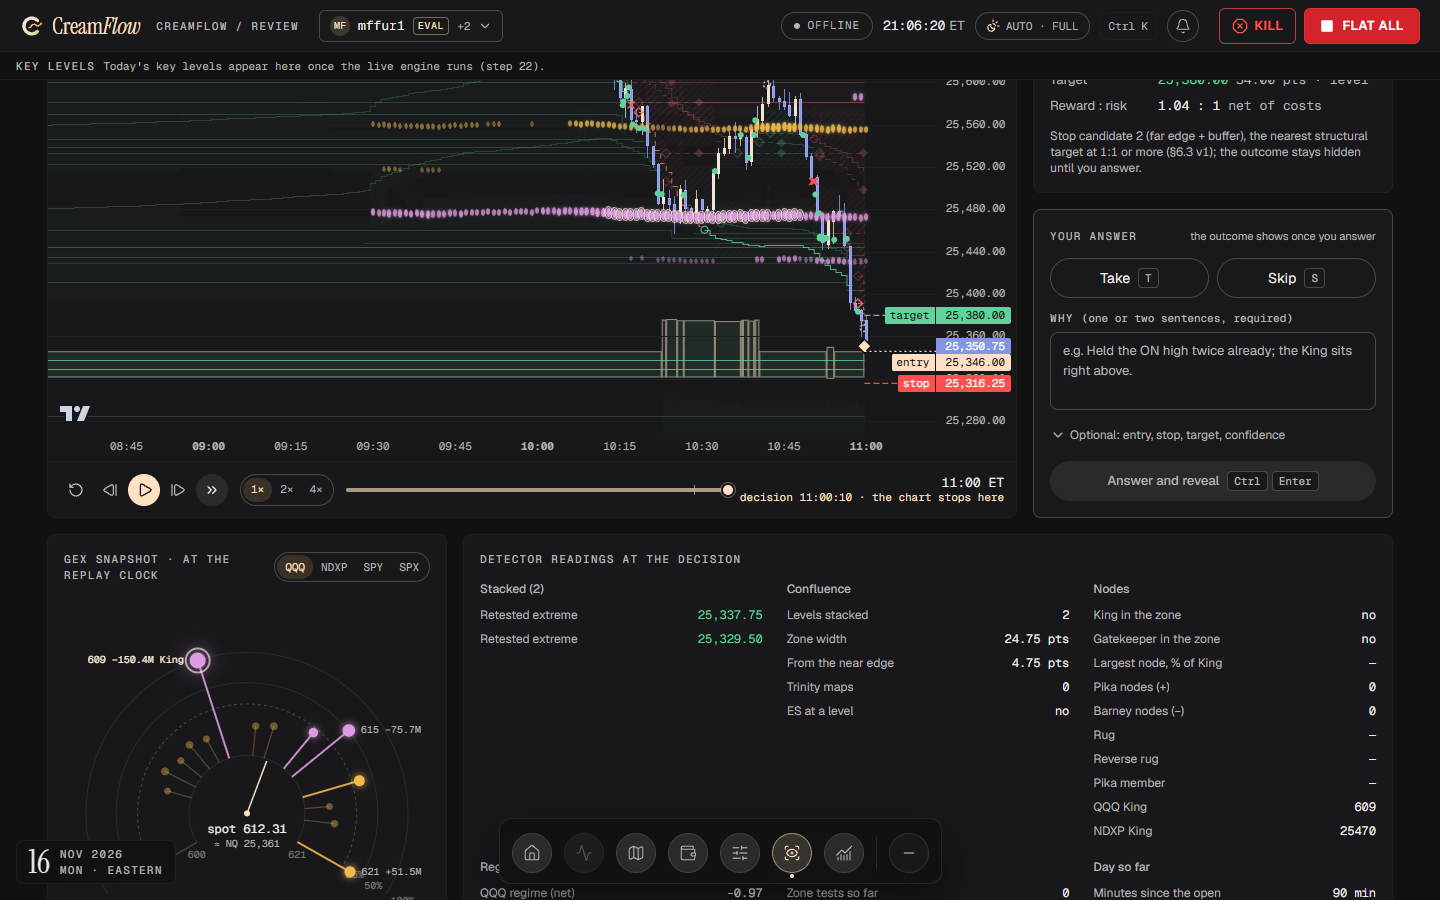 CreamFlow
CREAMFLOW / REVIEW
MF mffur1 EVAL +2
OFFLINE
21:06:20 ET
AUTO · FULL
Ctrl K
KILL
FLAT ALL
KEY LEVELS Today's key levels appear here once the live engine runs (step 22).
25,600.00
25,560.00
25,520.00
25,480.00
25,440.00
25,400.00
target 25,380.00
25,360.00
25,350.75
entry 25,346.00
stop 25,316.25
25,280.00
08:45 09:00 09:15 09:30 09:45 10:00 10:15 10:30 10:45 11:00
1× 2× 4×
11:00 ET
decision 11:00:10 · the chart stops here
Target 25,380.00 34.00 pts · level
Reward : risk 1.04 : 1 net of costs
Stop candidate 2 (far edge + buffer), the nearest structural
target at 1:1 or more (§6.3 v1); the outcome stays hidden
until you answer.
YOUR ANSWER the outcome shows once you answer
Take T
Skip S
WHY (one or two sentences, required)
e.g. Held the ON high twice already; the King sits
right above.
Optional: entry, stop, target, confidence
Answer and reveal Ctrl Enter
GEX SNAPSHOT · AT THE
REPLAY CLOCK
QQQ NDXP SPY SPX
609 −150.4M King
615 −75.7M
spot 612.31
≈ NQ 25,361
600
621
621 +51.5M
50%
16 NOV 2026
MON · EASTERN
DETECTOR READINGS AT THE DECISION
Stacked (2)
Retested extreme 25,337.75
Retested extreme 25,329.50
Confluence
Levels stacked 2
Zone width 24.75 pts
From the near edge 4.75 pts
Trinity maps 0
ES at a level no
Nodes
King in the zone no
Gatekeeper in the zone no
Largest node, % of King –
Pika nodes (+) 0
Barney nodes (−) 0
Rug –
Reverse rug –
Pika member –
QQQ King 609
NDXP King 25470
QQQ regime (net) −0.97
Zone tests so far 0
Day so far
Minutes since the open 90 min